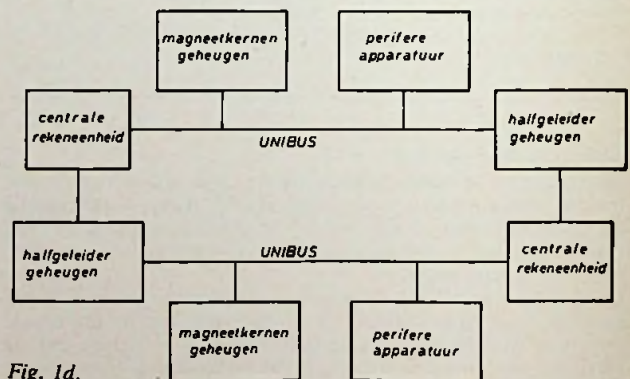 magneetkernen
geheugen
perifere
apparatuur
centrale
rekeneenheid
halfgeleider
geheugen
UNIBUS
halfgeleider
geheugen
UNIBUS
centrale
rekeneenheid
magneetkernen
geheugen
perifere
apparatuur
Fig. 1d.